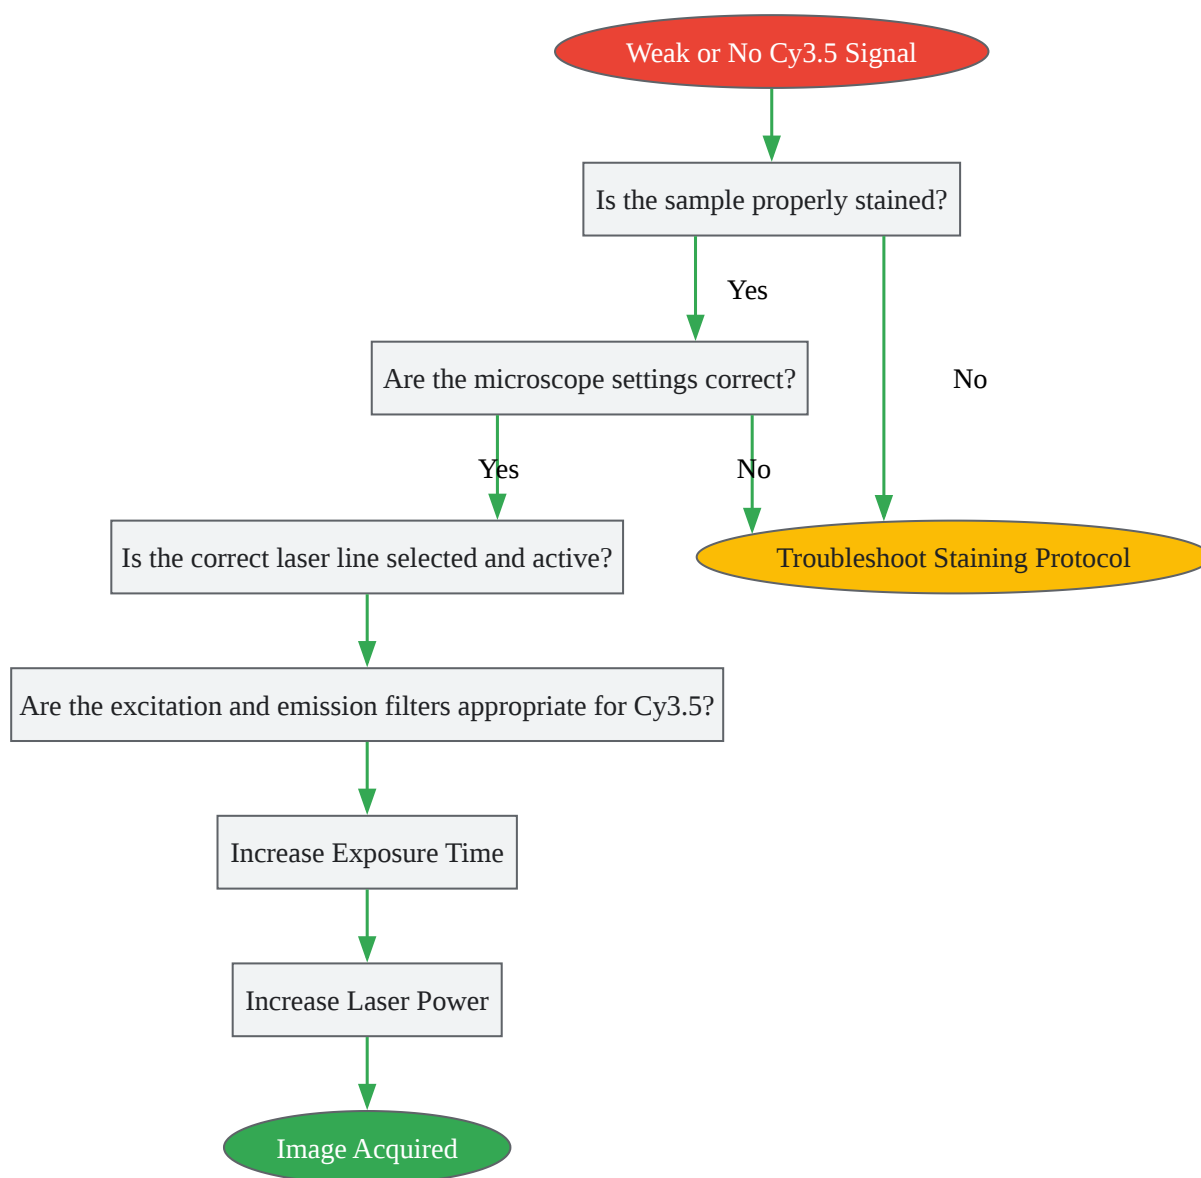 Weak or No Cy3.5 Signal
Is the sample properly stained?
Yes
Are the microscope settings correct?
No
Yes
No
Is the correct laser line selected and active?
Troubleshoot Staining Protocol
Are the excitation and emission filters appropriate for Cy3.5?
Increase Exposure Time
Increase Laser Power
Image Acquired